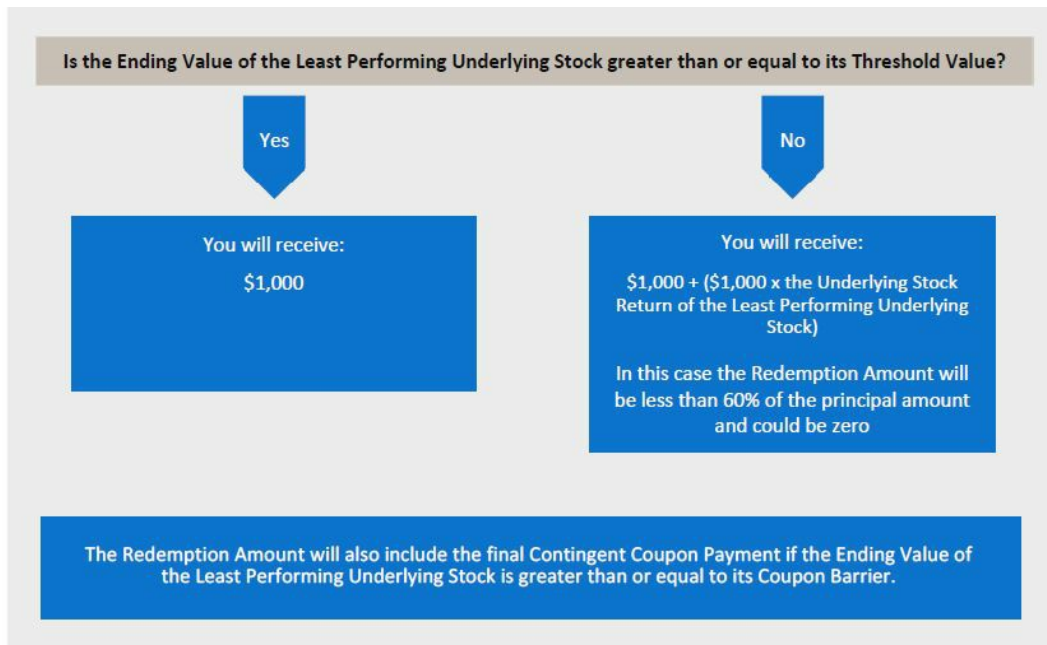 Is the Ending Value of the Least Performing Underlying Stock greater than or equal to its Threshold Value?
Yes
No
You will receive:
$1,000
You will receive:
$1,000 + ($1,000 x the Underlying Stock
Return of the Least Performing Underlying
Stock)
In this case the Redemption Amount will
be less than 60% of the principal amount
and could be zero
The Redemption Amount will also include the final Contingent Coupon Payment if the Ending Value of
the Least Performing Underlying Stock is greater than or equal to its Coupon Barrier.